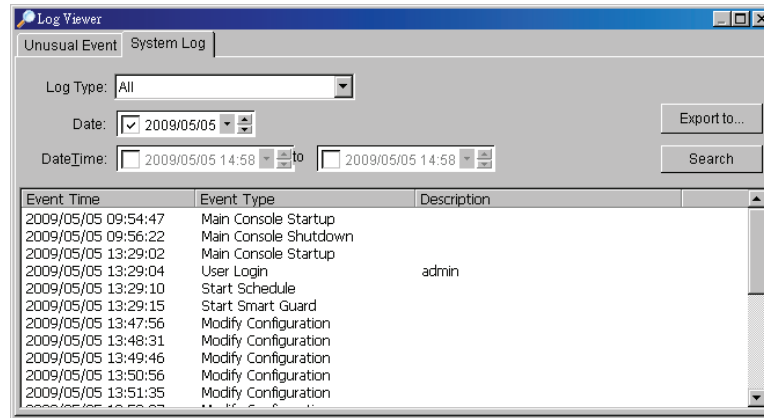 Log Viewer
Unusual Event System Log
Log Type: All
Date: 2009/05/05
Export to...
DateTime: 2009/05/05 14:58 to 2009/05/05 14:58
Search
Event Time Event Type Description
2009/05/05 09:54:47 Main Console Startup
2009/05/05 09:56:22 Main Console Shutdown
2009/05/05 13:29:02 Main Console Startup
2009/05/05 13:29:04 User Login admin
2009/05/05 13:29:10 Start Schedule
2009/05/05 13:29:15 Start Smart Guard
2009/05/05 13:47:56 Modify Configuration
2009/05/05 13:48:31 Modify Configuration
2009/05/05 13:49:46 Modify Configuration
2009/05/05 13:50:56 Modify Configuration
2009/05/05 13:51:35 Modify Configuration